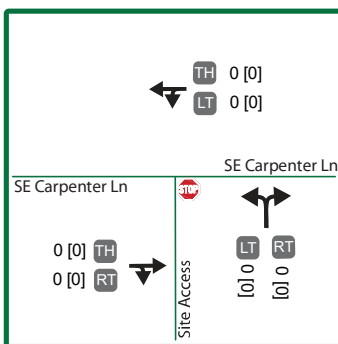 TH 0 [0]
LT 0 [0]
SE Carpenter Ln
SE Carpenter Ln
STOP
0 [0] TH
0 [0] RT
Site Access
LT RT
0 [0] 0 [0]